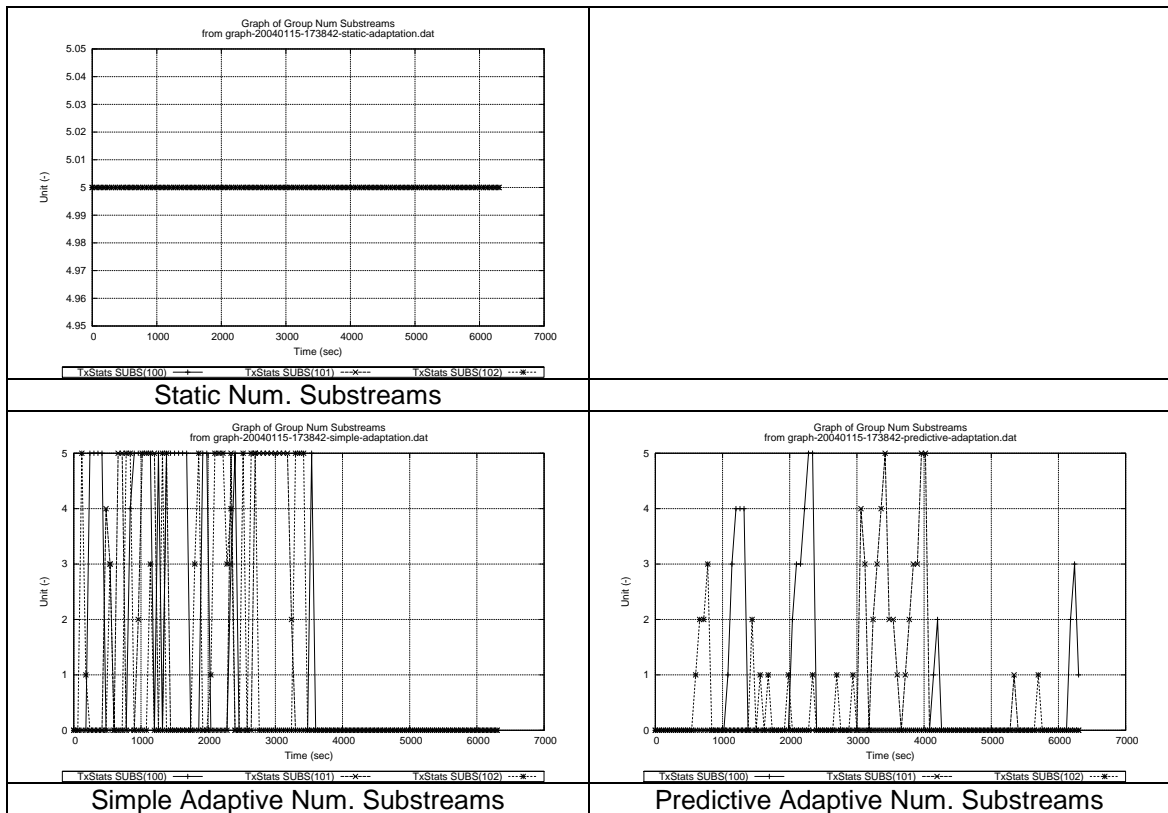 Graph of Group Num Substreams
from graph-20040115-173842-static-adaptation.dat
5.05
5.04
5.03
5.02
5.01
5
4.99
4.98
4.97
4.96
4.95
Unit (-)
0 1000 2000 3000 4000 5000 6000 7000
Time (sec)
TxStats SUBS(100) TxStats SUBS(101) TxStats SUBS(102)
Static Num. Substreams
Graph of Group Num Substreams
from graph-20040115-173842-simple-adaptation.dat
5
4
3
2
1
0
Unit (-)
0 1000 2000 3000 4000 5000 6000 7000
Time (sec)
TxStats SUBS(100) TxStats SUBS(101) TxStats SUBS(102)
Simple Adaptive Num. Substreams
Graph of Group Num Substreams
from graph-20040115-173842-predictive-adaptation.dat
5
4
3
2
1
0
Unit (-)
0 1000 2000 3000 4000 5000 6000 7000
Time (sec)
TxStats SUBS(100) TxStats SUBS(101) TxStats SUBS(102)
Predictive Adaptive Num. Substreams